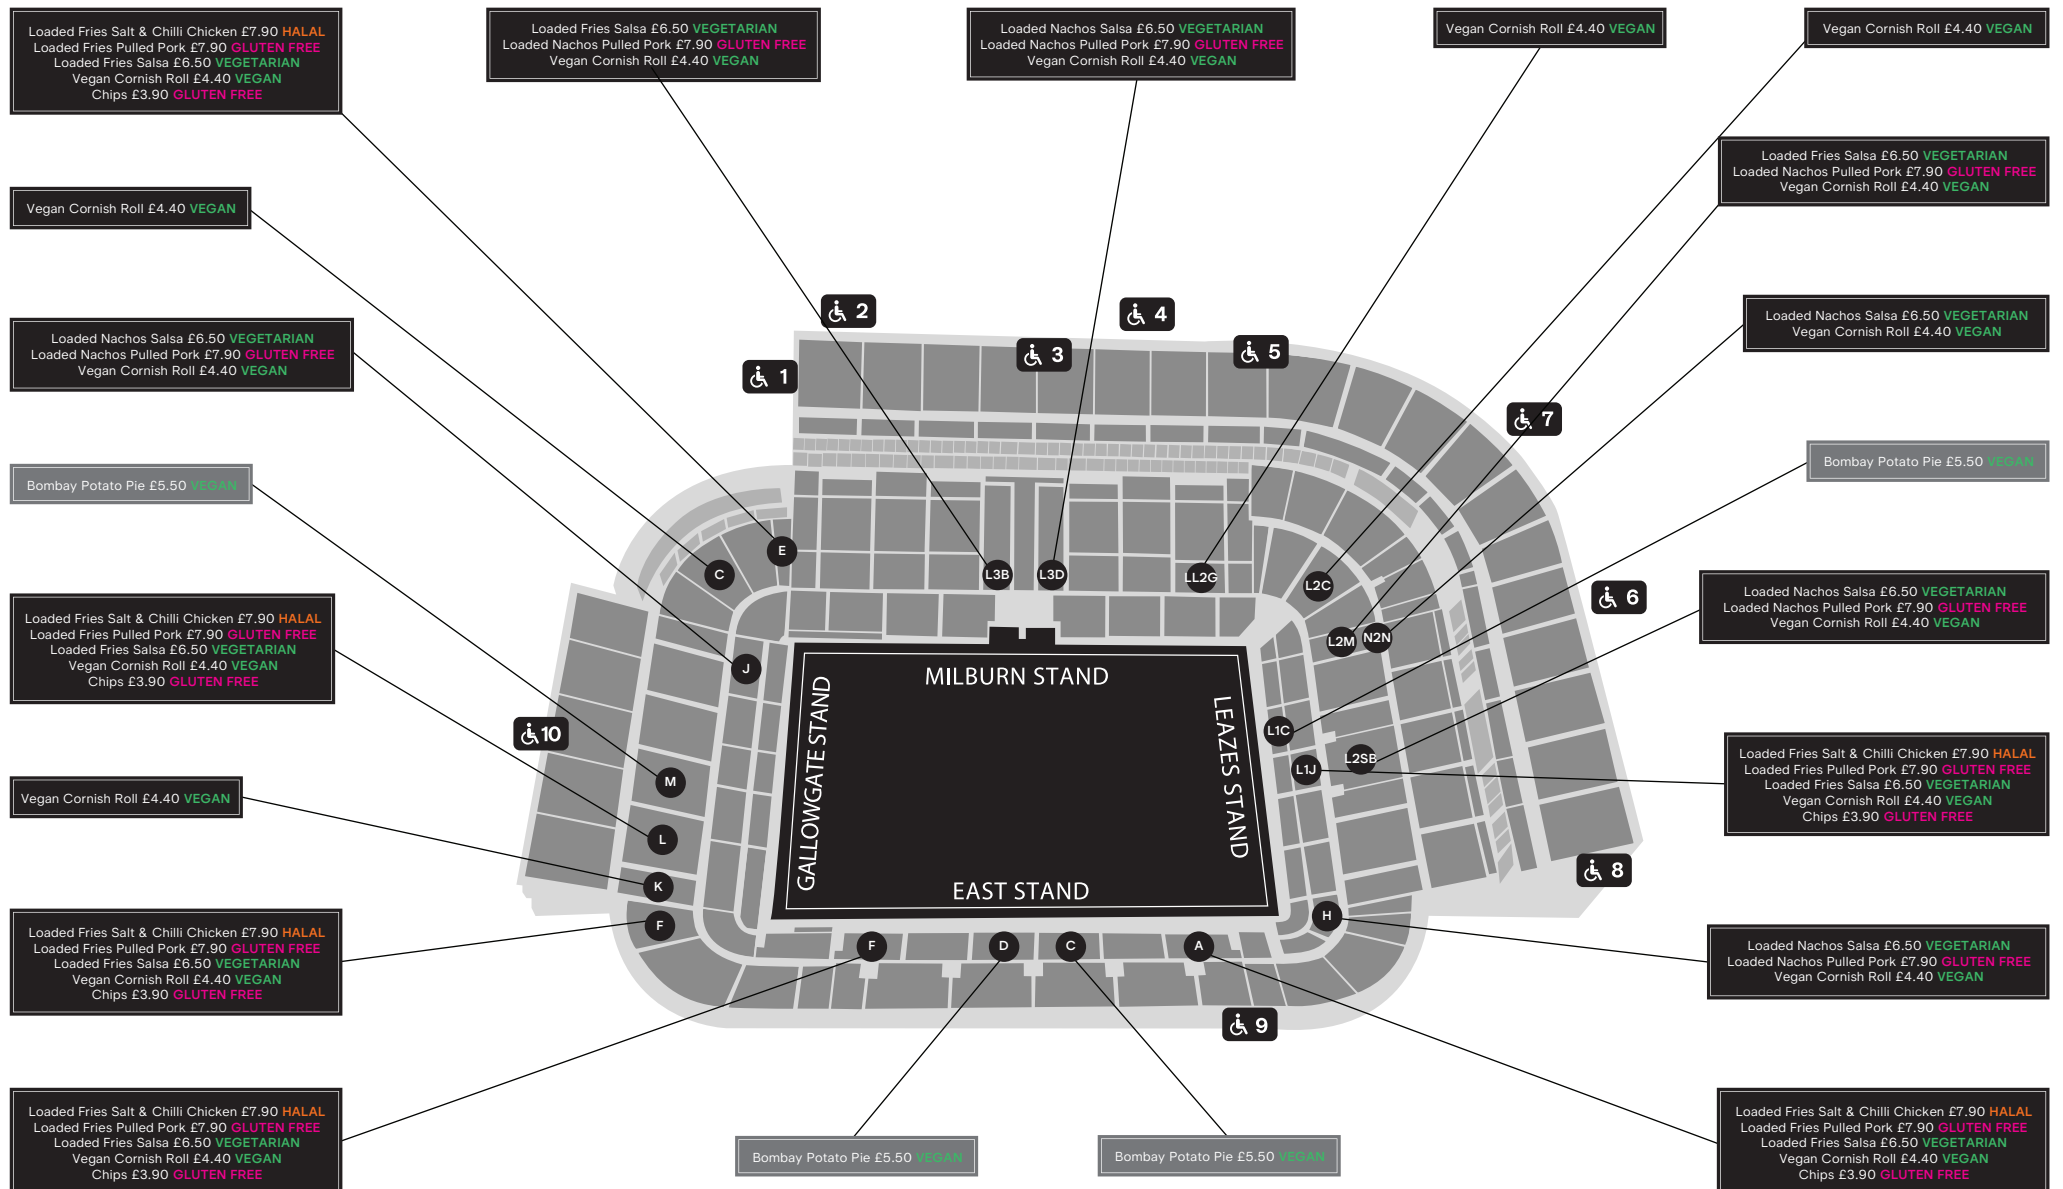 Loaded Fries Salt & Chilli Chicken £7.90 HALAL
Loaded Fries Pulled Pork £7.90 GLUTEN FREE
Loaded Fries Salsa £6.50 VEGETARIAN
Vegan Cornish Roll £4.40 VEGAN
Chips £3.90 GLUTEN FREE
Loaded Fries Salsa £6.50 VEGETARIAN
Loaded Nachos Pulled Pork £7.90 GLUTEN FREE
Vegan Cornish Roll £4.40 VEGAN
Loaded Nachos Salsa £6.50 VEGETARIAN
Loaded Nachos Pulled Pork £7.90 GLUTEN FREE
Vegan Cornish Roll £4.40 VEGAN
Vegan Cornish Roll £4.40 VEGAN
Vegan Cornish Roll £4.40 VEGAN
Loaded Fries Salsa £6.50 VEGETARIAN
Loaded Nachos Pulled Pork £7.90 GLUTEN FREE
Vegan Cornish Roll £4.40 VEGAN
Vegan Cornish Roll £4.40 VEGAN
Loaded Nachos Salsa £6.50 VEGETARIAN
Vegan Cornish Roll £4.40 VEGAN
Loaded Nachos Salsa £6.50 VEGETARIAN
Loaded Nachos Pulled Pork £7.90 GLUTEN FREE
Vegan Cornish Roll £4.40 VEGAN
2
4
3
5
1
7
Bombay Potato Pie £5.50 VEGAN
Bombay Potato Pie £5.50 VEGAN
E
C
L3B
L3D
LL2G
L2C
6
Loaded Nachos Salsa £6.50 VEGETARIAN
Loaded Nachos Pulled Pork £7.90 GLUTEN FREE
Vegan Cornish Roll £4.40 VEGAN
Loaded Fries Salt & Chilli Chicken £7.90 HALAL
Loaded Fries Pulled Pork £7.90 GLUTEN FREE
Loaded Fries Salsa £6.50 VEGETARIAN
Vegan Cornish Roll £4.40 VEGAN
Chips £3.90 GLUTEN FREE
L2M
N2N
J
MILBURN STAND
GALLOWGATE STAND
LEAZES STAND
EAST STAND
10
L1C
L2SB
L1J
M
L
K
F
Loaded Fries Salt & Chilli Chicken £7.90 HALAL
Loaded Fries Pulled Pork £7.90 GLUTEN FREE
Loaded Fries Salsa £6.50 VEGETARIAN
Vegan Cornish Roll £4.40 VEGAN
Chips £3.90 GLUTEN FREE
Vegan Cornish Roll £4.40 VEGAN
8
H
F
D
C
A
Loaded Fries Salt & Chilli Chicken £7.90 HALAL
Loaded Fries Pulled Pork £7.90 GLUTEN FREE
Loaded Fries Salsa £6.50 VEGETARIAN
Vegan Cornish Roll £4.40 VEGAN
Chips £3.90 GLUTEN FREE
Loaded Nachos Salsa £6.50 VEGETARIAN
Loaded Nachos Pulled Pork £7.90 GLUTEN FREE
Vegan Cornish Roll £4.40 VEGAN
9
Loaded Fries Salt & Chilli Chicken £7.90 HALAL
Loaded Fries Pulled Pork £7.90 GLUTEN FREE
Loaded Fries Salsa £6.50 VEGETARIAN
Vegan Cornish Roll £4.40 VEGAN
Chips £3.90 GLUTEN FREE
Bombay Potato Pie £5.50 VEGAN
Bombay Potato Pie £5.50 VEGAN
Loaded Fries Salt & Chilli Chicken £7.90 HALAL
Loaded Fries Pulled Pork £7.90 GLUTEN FREE
Loaded Fries Salsa £6.50 VEGETARIAN
Vegan Cornish Roll £4.40 VEGAN
Chips £3.90 GLUTEN FREE